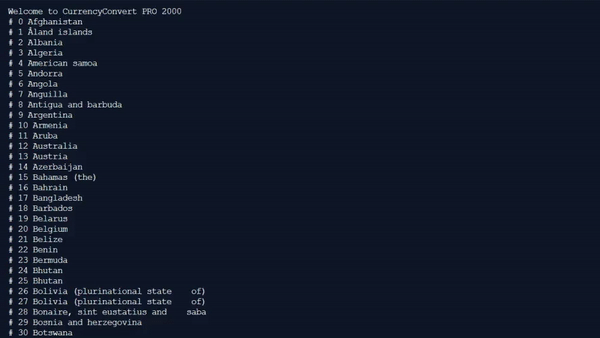 Welcome to CurrencyConvert PRO 2000
# 0 Afghanistan
# 1 Åland islands
# 2 Albania
# 3 Algeria
# 4 American samoa
# 5 Andorra
# 6 Angola
# 7 Anguilla
# 8 Antigua and barbuda
# 9 Argentina
# 10 Armenia
# 11 Aruba
# 12 Australia
# 13 Austria
# 14 Azerbaijan
# 15 Bahamas (the)
# 16 Bahrain
# 17 Bangladesh
# 18 Barbados
# 19 Belarus
# 20 Belgium
# 21 Belize
# 22 Benin
# 23 Bermuda
# 24 Bhutan
# 25 Bhutan
# 26 Bolivia (plurinational state    of)
# 27 Bolivia (plurinational state    of)
# 28 Bonaire, sint eustatius and    saba
# 29 Bosnia and herzegovina
# 30 Botswana